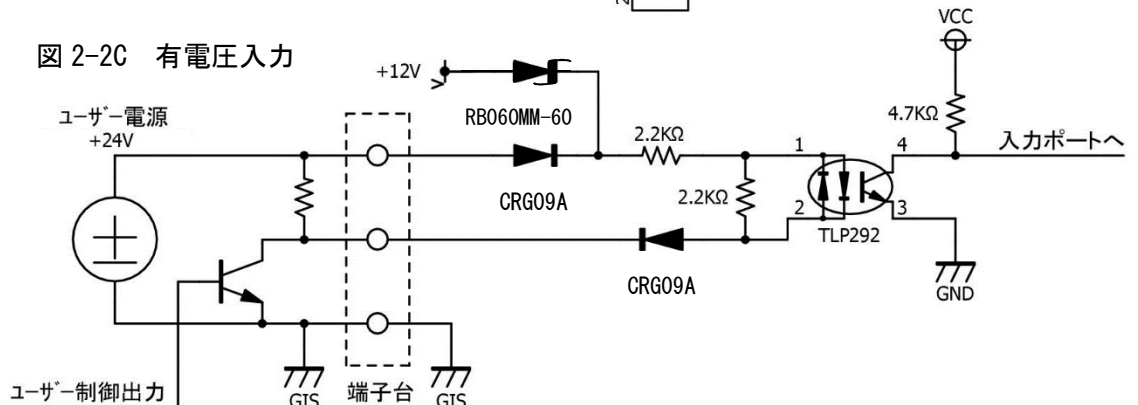 VCC
図 2-2C 有電圧入力
+12V
RB060MM-60
4.7KΩ
ユーザー電源
+24V
2.2KΩ
1
4
入力ポートへ
CRG09A
2.2KΩ
2
3
TLP292
CRG09A
GND
ユーザー制御出力
GIS
端子台
GIS